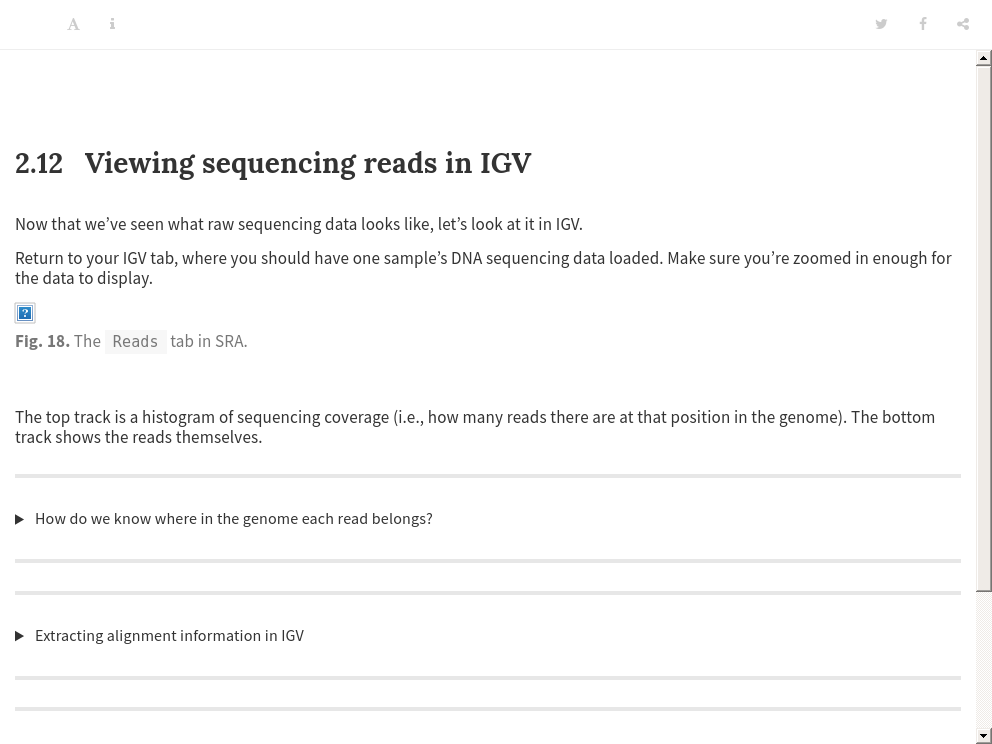 2.12 Viewing sequencing reads in IGV
Now that we’ve seen what raw sequencing data looks like, let’s look at it in IGV.
Return to your IGV tab, where you should have one sample’s DNA sequencing data loaded. Make sure you’re zoomed in enough for
the data to display.
Fig. 18. The Reads tab in SRA.
The top track is a histogram of sequencing coverage (i.e., how many reads there are at that position in the genome). The bottom
track shows the reads themselves.
How do we know where in the genome each read belongs?
Extracting alignment information in IGV